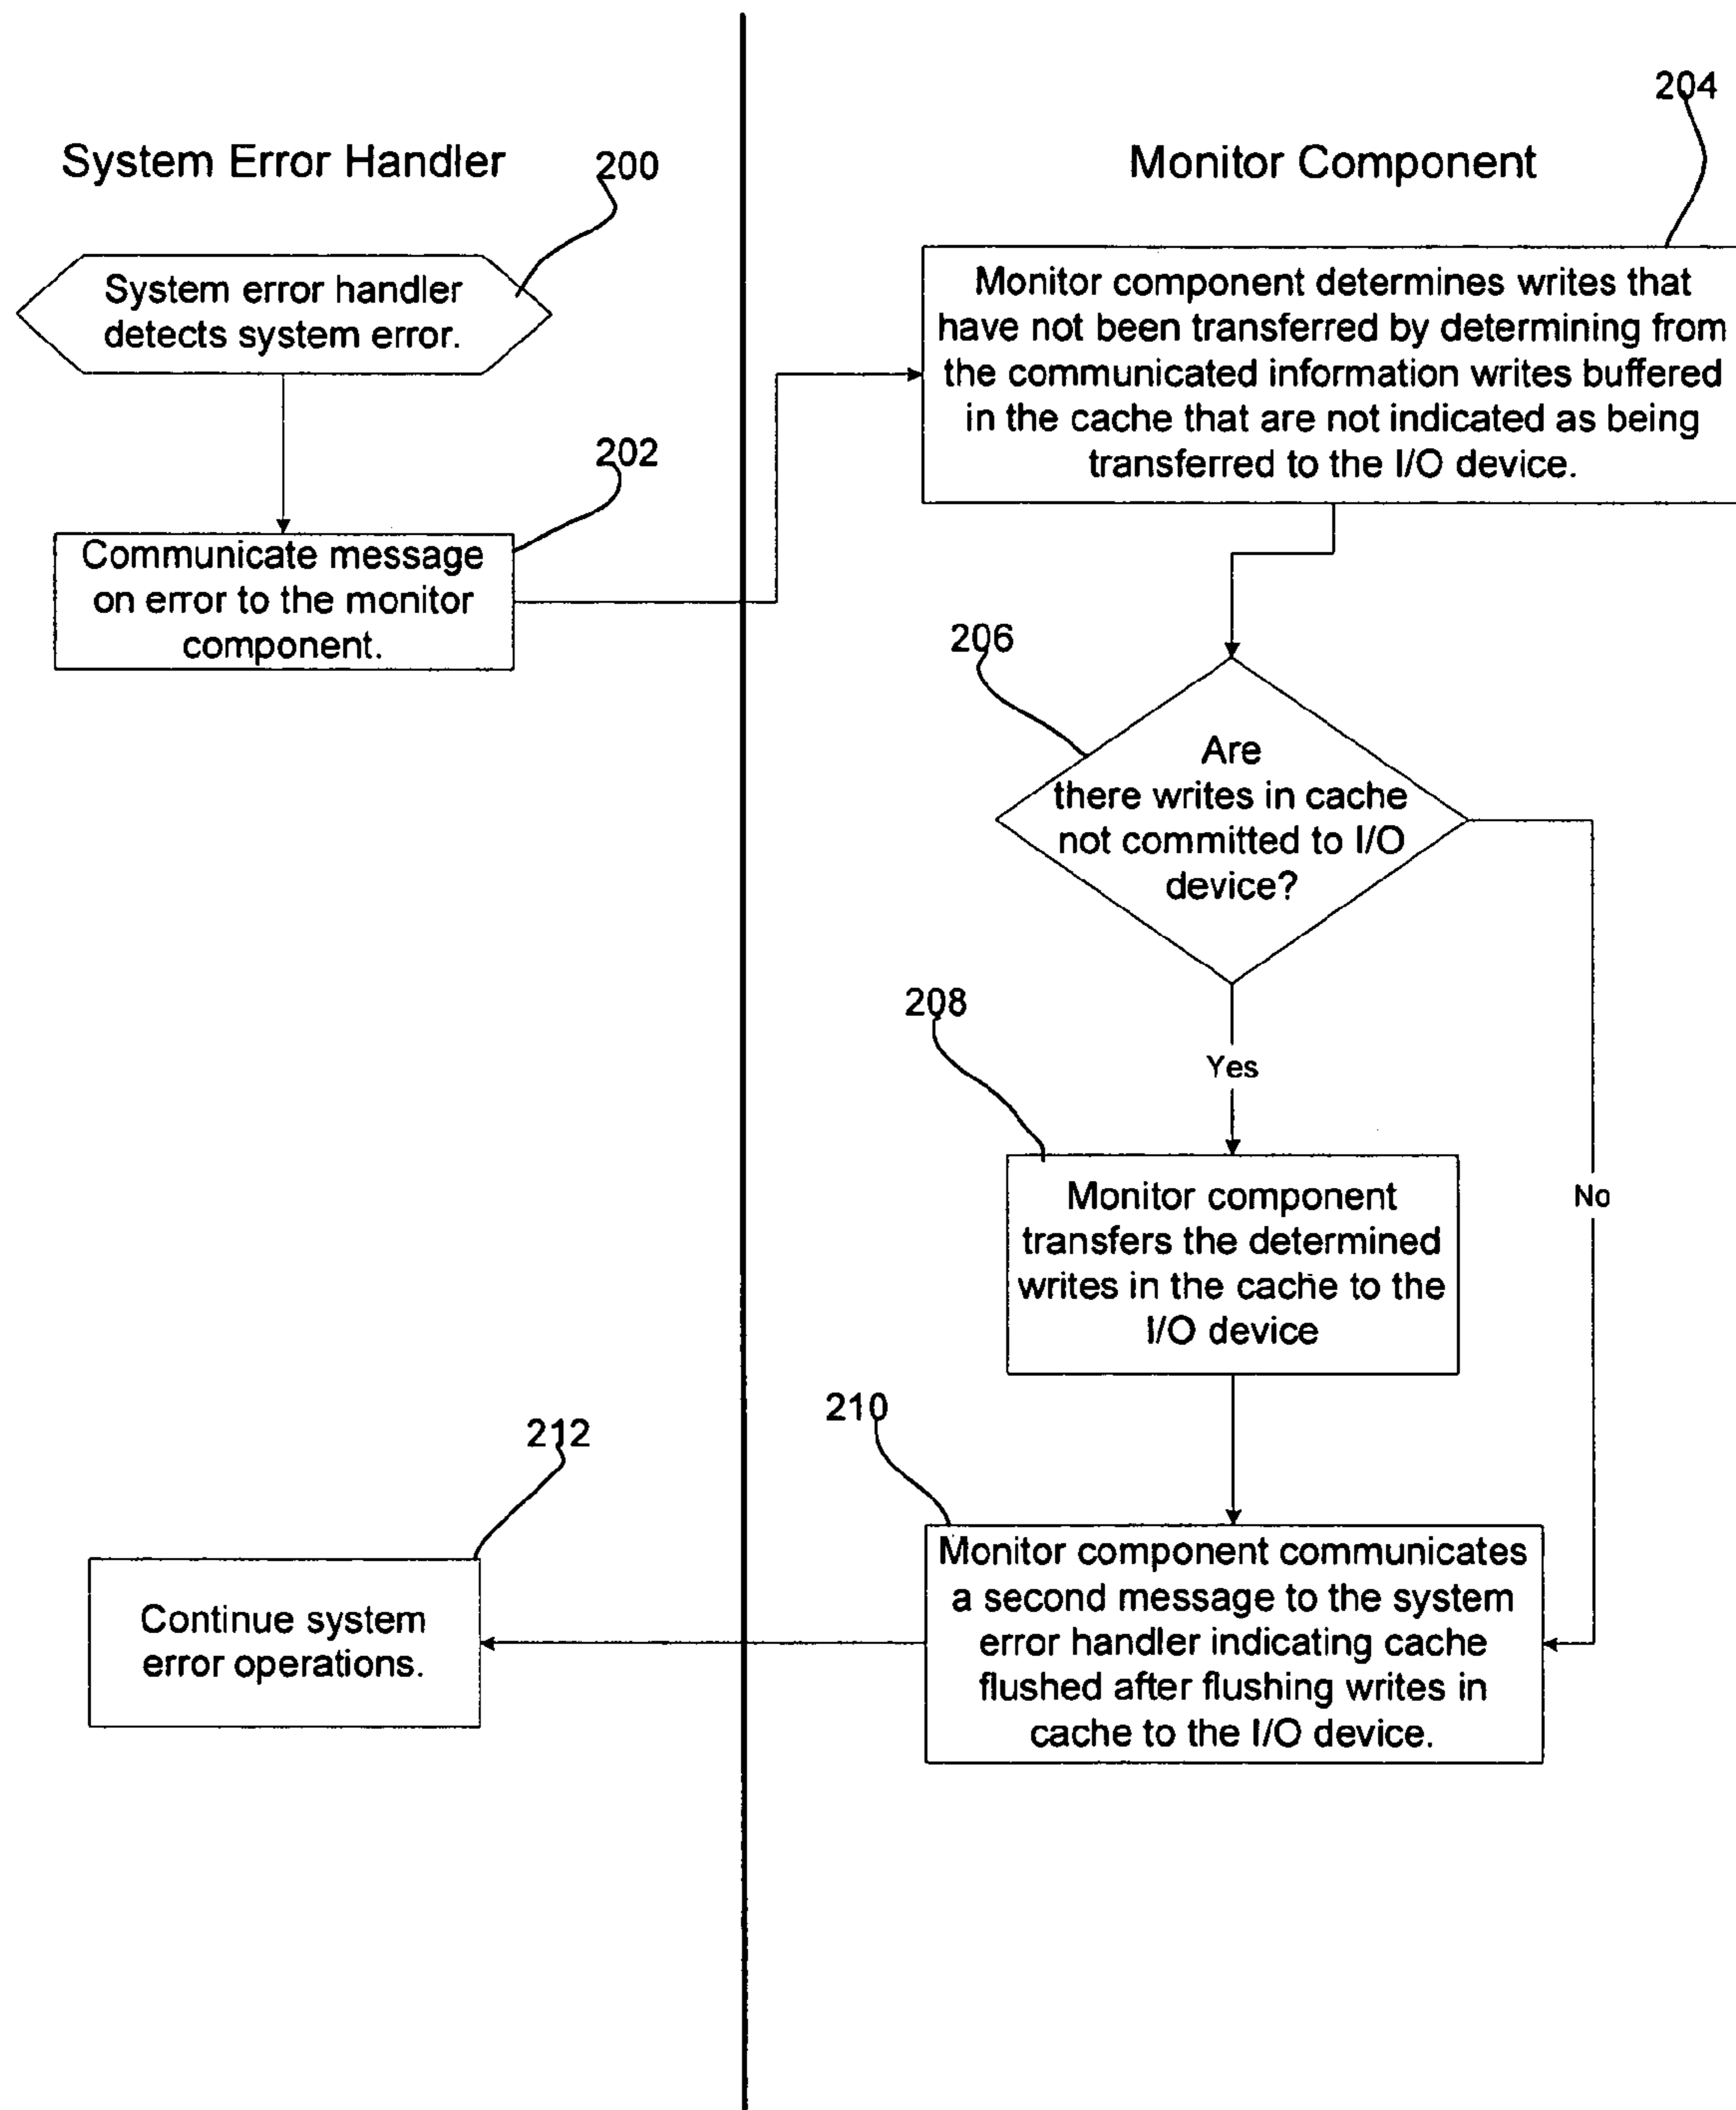 System Error Handler
200
System error handler
detects system error.
202
Communicate message
on error to the monitor
component.
Monitor Component
204
Monitor component determines writes that
have not been transferred by determining from
the communicated information writes buffered
in the cache that are not indicated as being
transferred to the I/O device.
206
Are
there writes in cache
not committed to I/O
device?
Yes
No
208
Monitor component
transfers the determined
writes in the cache to the
I/O device
210
Monitor component communicates
a second message to the system
error handler indicating cache
flushed after flushing writes in
cache to the I/O device.
212
Continue system
error operations.